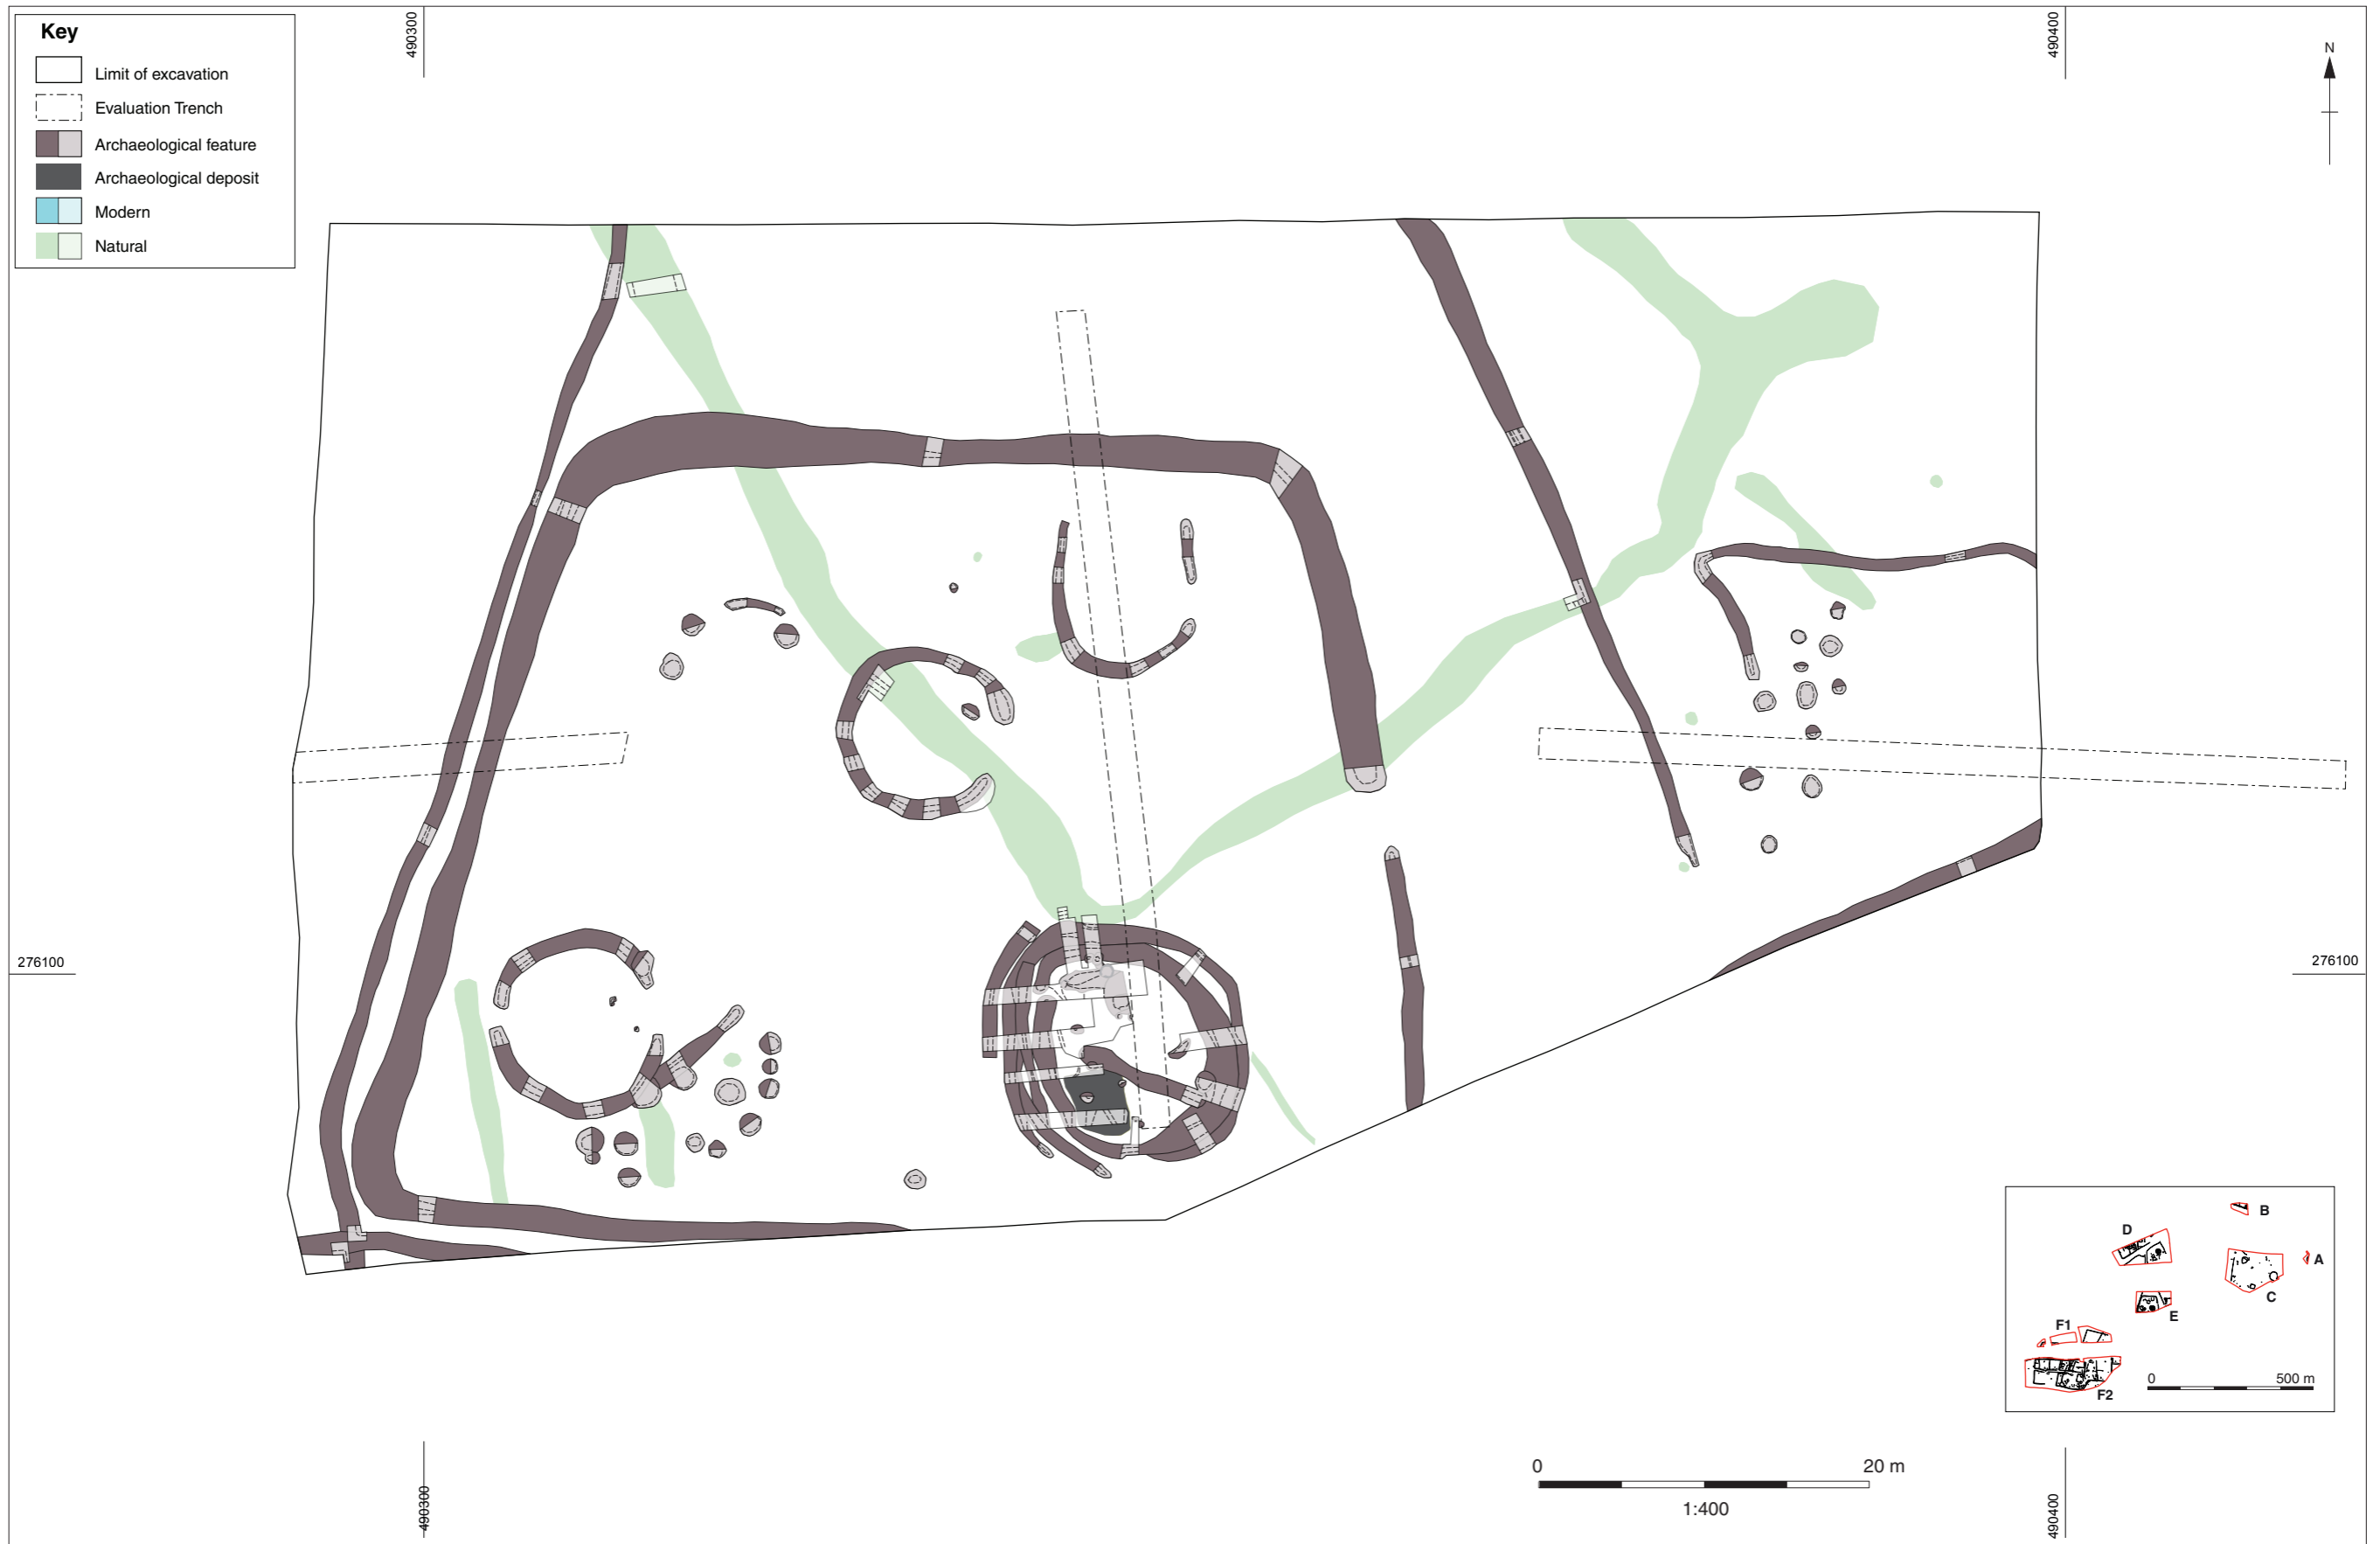 Key
Limit of excavation
Evaluation Trench
Archaeological feature
Archaeological deposit
Modern
Natural
490300
490400
N
276100
276100
B
D
A
C
E
F1
0 500 m
F2
0 20 m
1:400
490300
490400